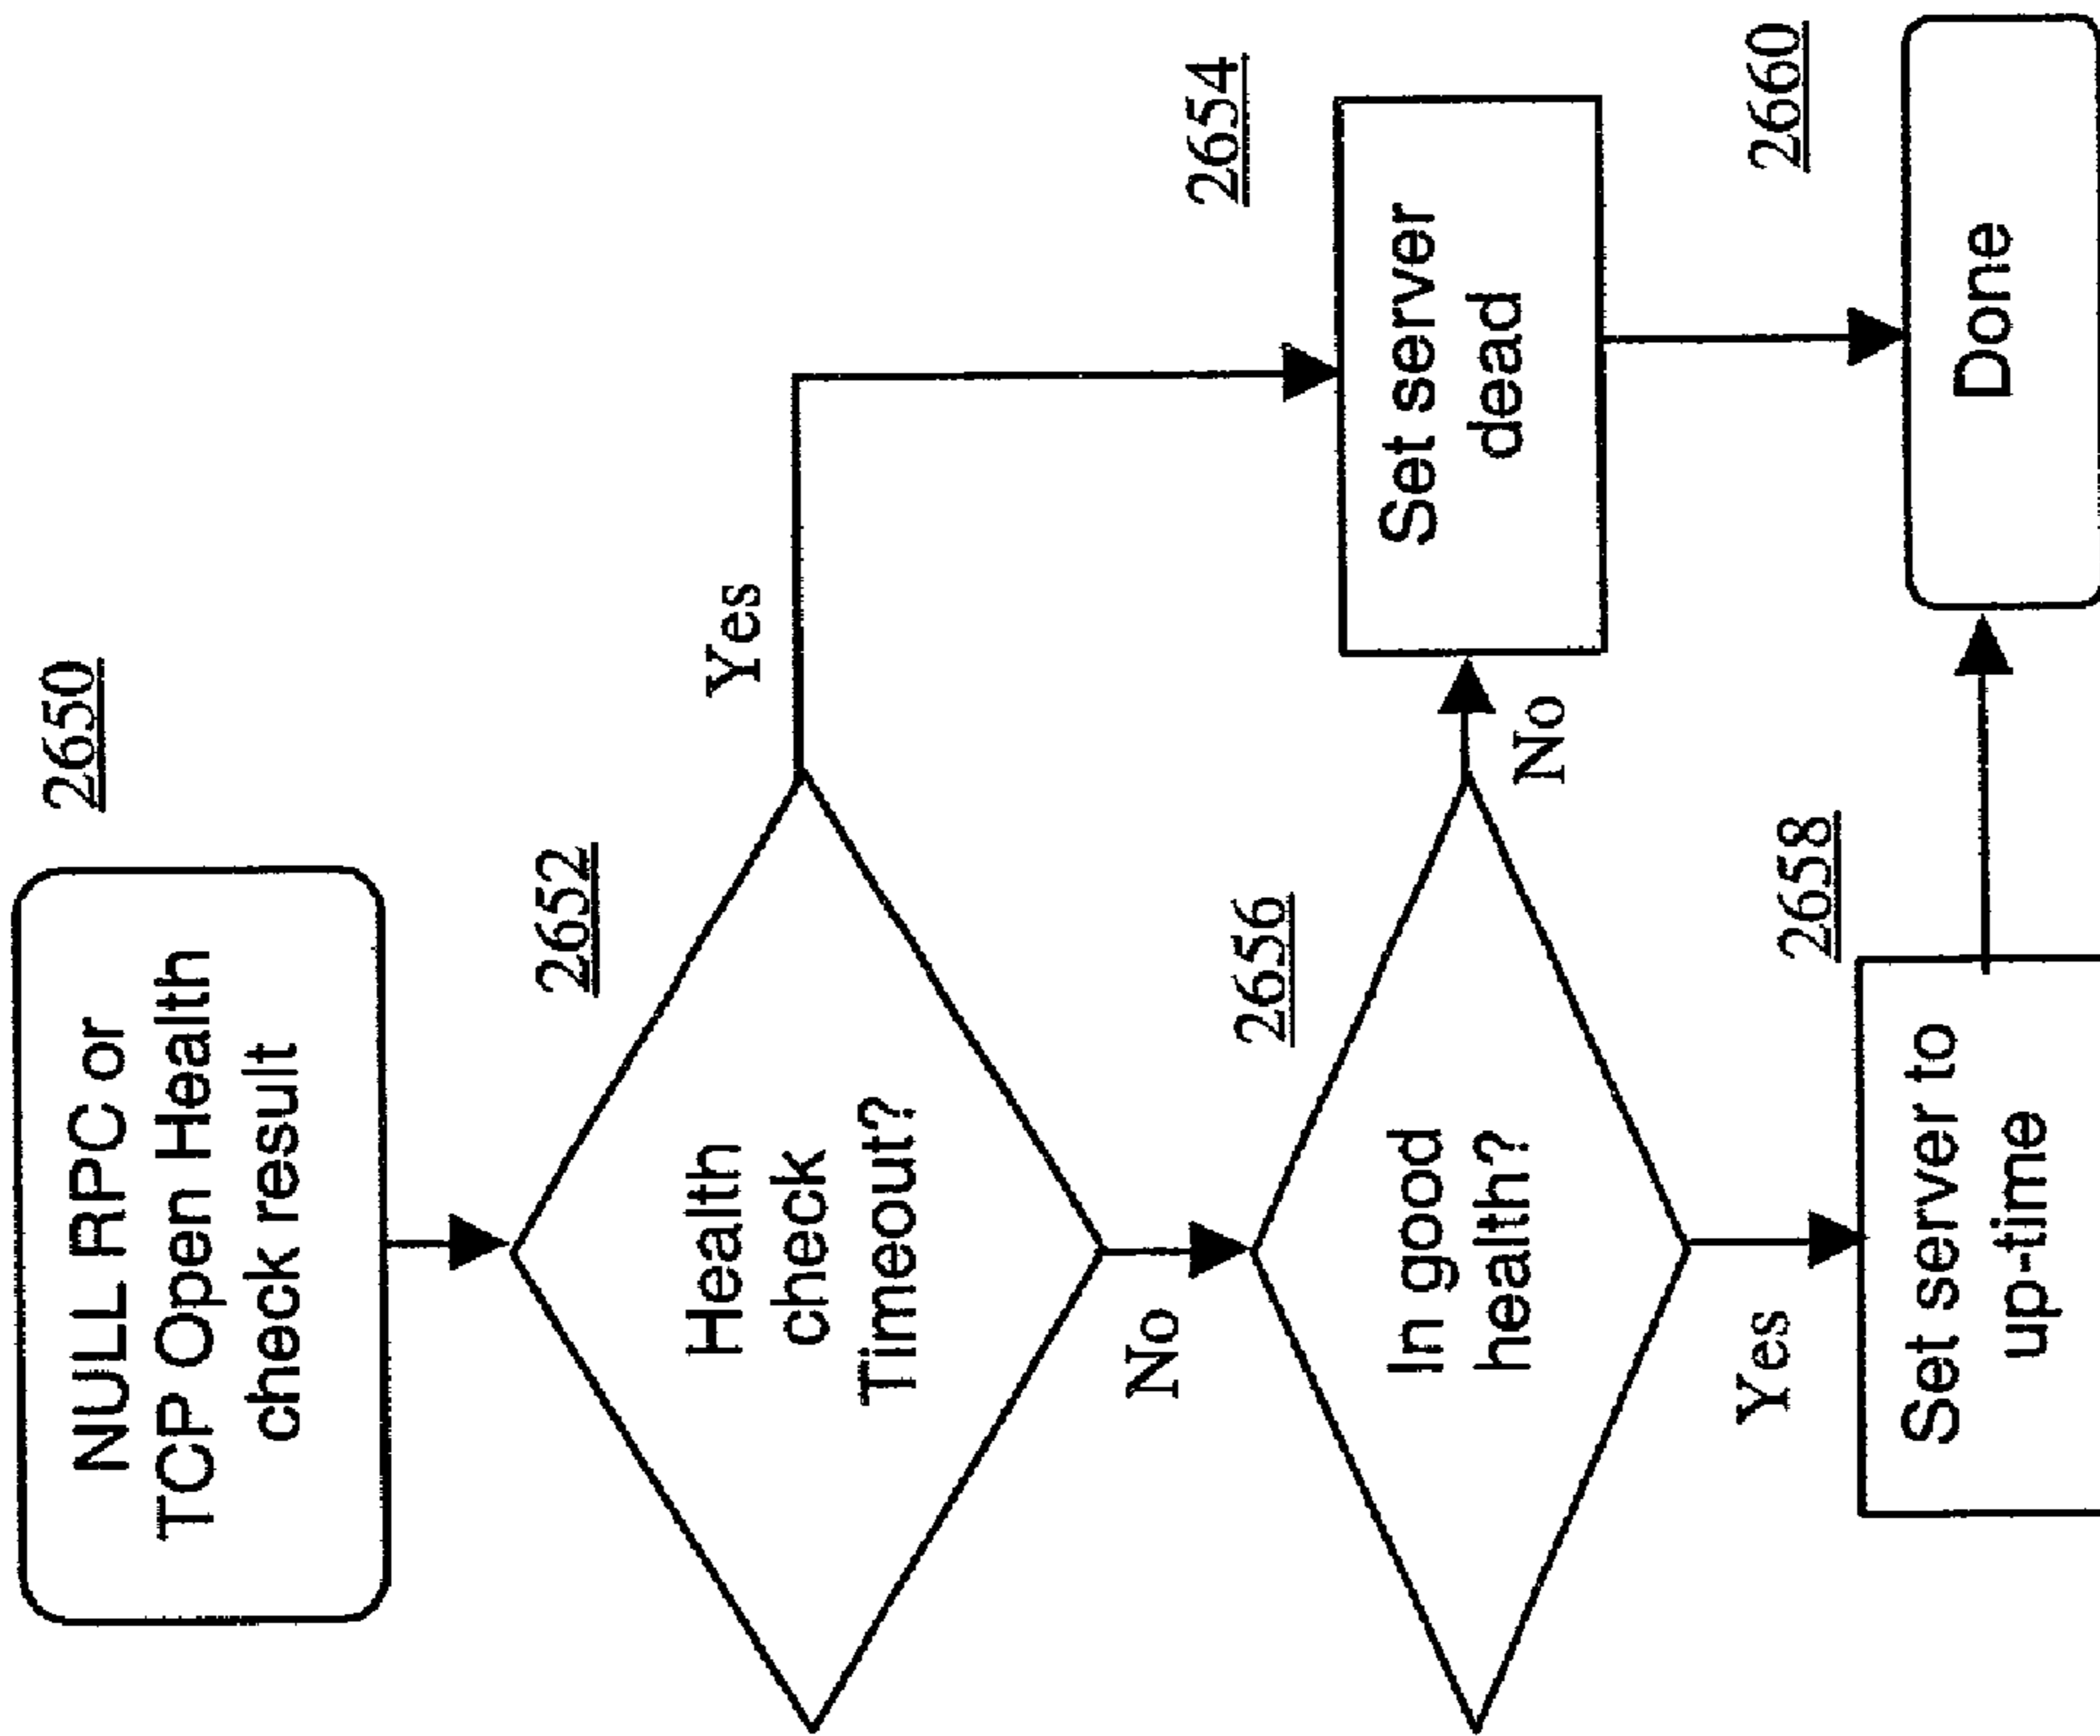 2650
NULL RPC or
TCP Open Health
check result
2652
Health
check
Timeout?
Yes
No
2654
Set server
dead
2656
In good
health?
No
Yes
2658
Set server to
up-time
2660
Done